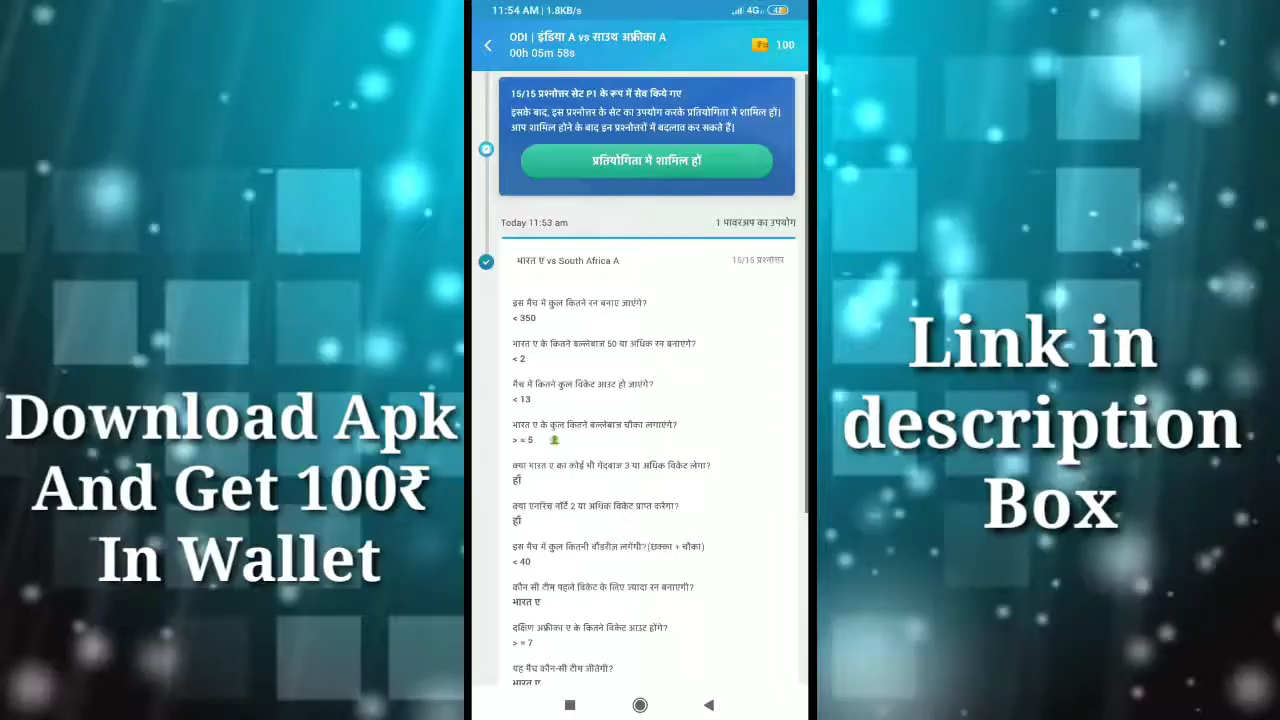 Download Apk
And Get 100₹
In Wallet
11:54 AM | 1.8KB/s
4G
ODI | इंडिया A vs साउथ अफ्रीका A
00h 05m 58s
100
15/15 प्रश्नोत्तर सेट P1 के रूप में सेव किये गए
इसके बाद, इस प्रश्नोत्तर के सेट का उपयोग करके प्रतियोगिता में शामिल हों|
आप शामिल होने के बाद इन प्रश्नोत्तरों में बदलाव कर सकते हैं|
प्रतियोगिता में शामिल हों
Today 11:53 am
1 पावरअप का उपयोग
भारत ए vs South Africa A
15/15 प्रश्नोत्तर
इस मैच में कुल कितने रन बनाए जाएंगे?
< 350
भारत ए के कितने बल्लेबाज 50 या अधिक रन बनाएंगे?
< 2
मैच में कितने कुल विकेट आउट हो जाएंगे?
< 13
भारत ए के कुल कितने बल्लेबाज चौका लगाएंगे?
> = 5
क्या भारत ए का कोई भी गेंदबाज 3 या अधिक विकेट लेगा?
हाँ
क्या एनरिच नॉर्टे 2 या अधिक विकेट प्राप्त करेगा?
हाँ
इस मैच में कुल कितनी बौंडरीज़ लगेंगी?(छक्का + चौका)
< 40
कौन सी टीम पहले विकेट के लिए ज्यादा रन बनाएगी?
भारत ए
दक्षिण अफ्रीका ए के कितने विकेट आउट होंगे?
> = 7
यह मैच कौन-सी टीम जीतेगी?
भारत ए
Link in
description
Box